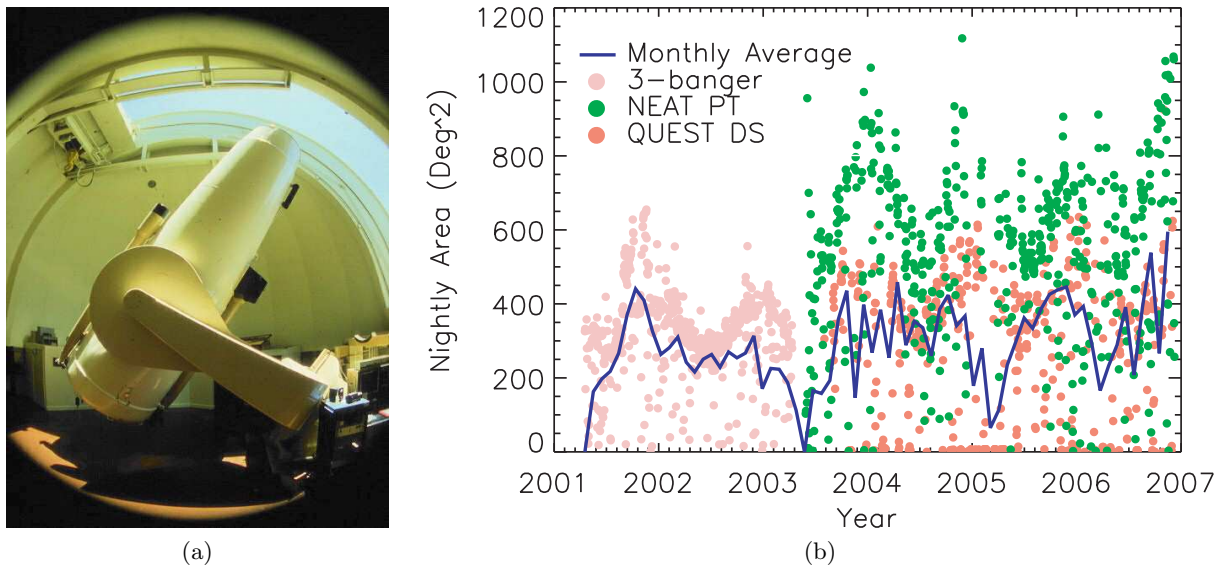 1200
1000
800
600
400
200
0
Nightly Area (Deg^2)
Monthly Average
3-banger
NEAT PT
QUEST DS
2001 2002 2003 2004 2005 2006 2007
Year
(a)
(b)